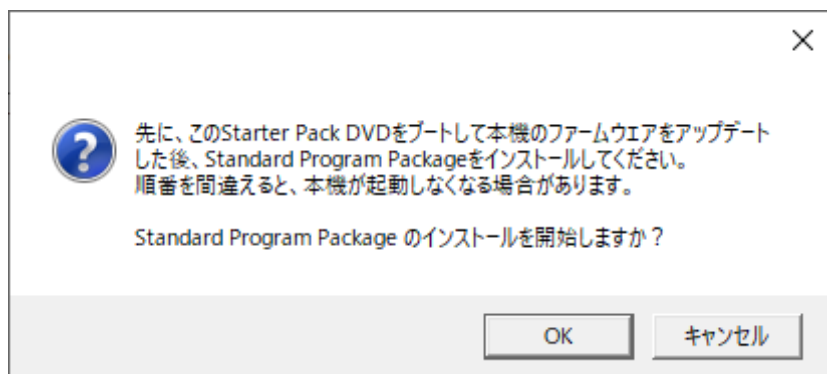 先に、このStarter Pack DVDをブートして本機のファームウエアをアップデート
した後、Standard Program Packageをインストールしてください。
順番を間違えると、本機が起動しなくなる場合があります。
Standard Program Package のインストールを開始しますか？
OK
キャンセル